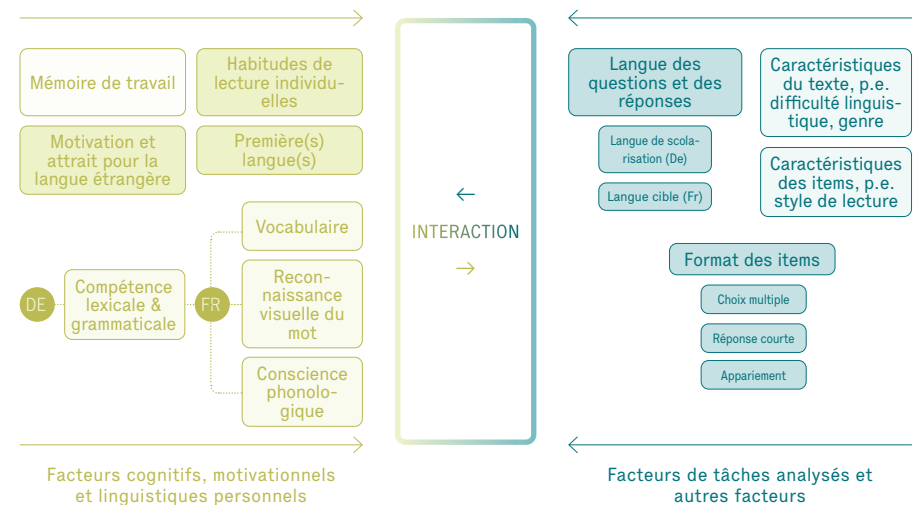 Mémoire de travail
Habitudes de
lecture individu-
elles
Motivation et
attrait pour la
langue étrangère
Première(s)
langue(s)
DE
Compétence
lexicale &
grammaticale
FR
Vocabulaire
Recon-
naissance
visuelle du
mot
Conscience
phonolo-
gique
Facteurs cognitifs, motivationnels
et linguistiques personnels
INTERACTION
Langue des
questions et des
réponses
Langue de scola-
risation (De)
Langue cible (Fr)
Caractéristiques
du texte, p.e.
difficulté linguis-
tique, genre
Caractéristiques
des items, p.e.
style de lecture
Format des items
Choix multiple
Réponse courte
Appariement
Facteurs de tâches analysés et
autres facteurs